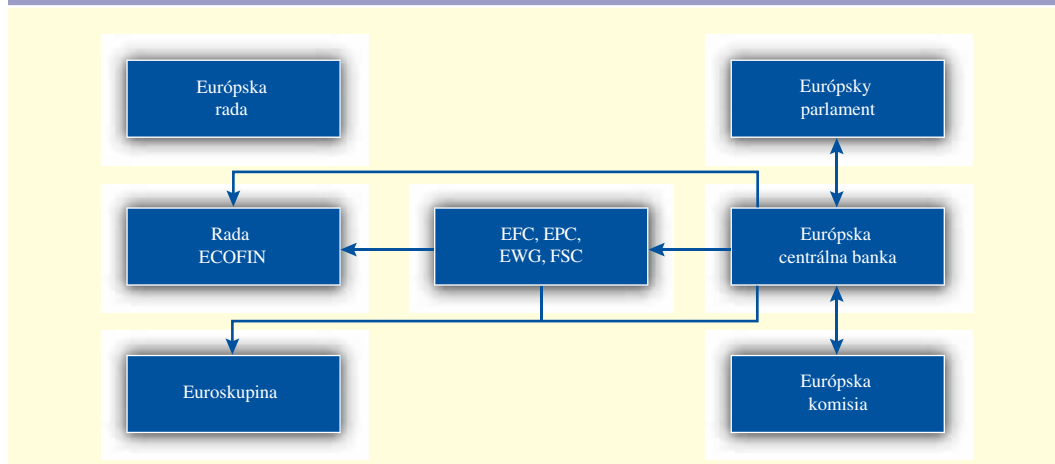 Európska
rada
Európsky
parlament
Rada
ECOFIN
EFC, EPC,
EWG, FSC
Európska
centrálna banka
Euroskupina
Európska
komisia